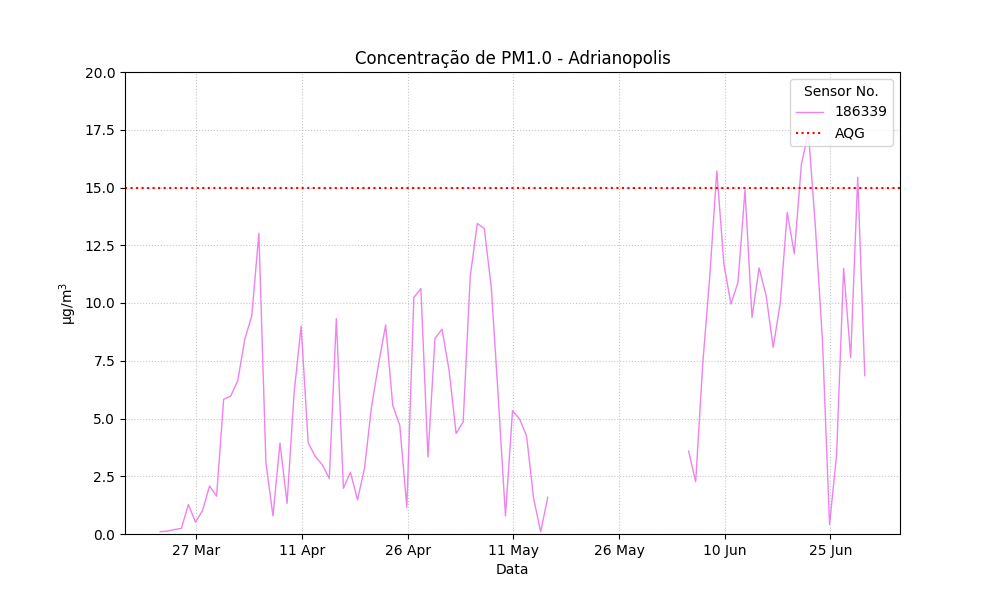 Concentração de PM1.0 - Adrianopolis
Sensor No.
186339
AQG
20.0
17.5
15.0
12.5
10.0
7.5
5.0
2.5
0.0
µg/m³
27 Mar
11 Apr
26 Apr
11 May
26 May
10 Jun
25 Jun
Data